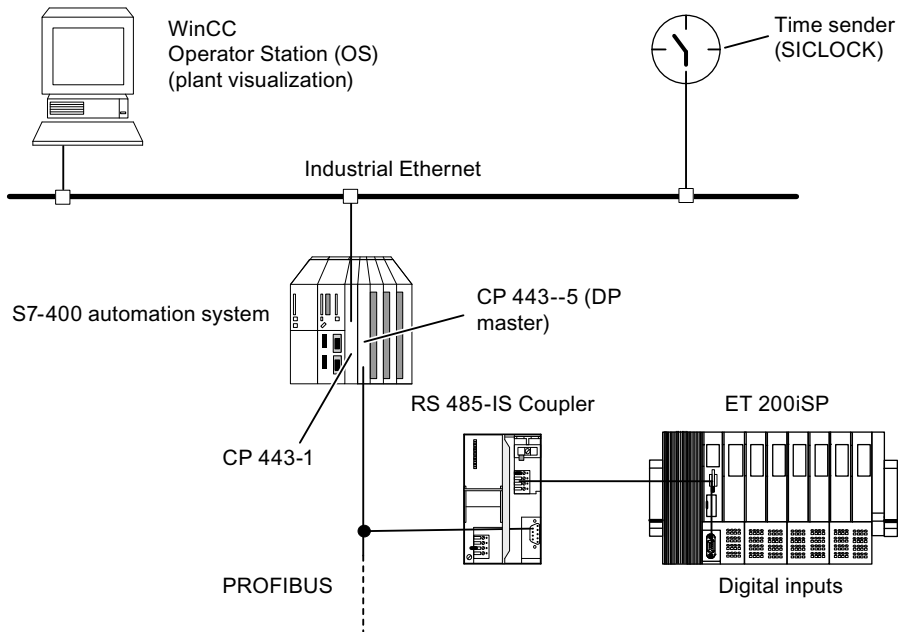 WinCC
Operator Station (OS)
(plant visualization)
Time sender
(SICLOCK)
Industrial Ethernet
S7-400 automation system
CP 443--5 (DP
master)
CP 443-1
RS 485-IS Coupler
ET 200iSP
PROFIBUS
Digital inputs